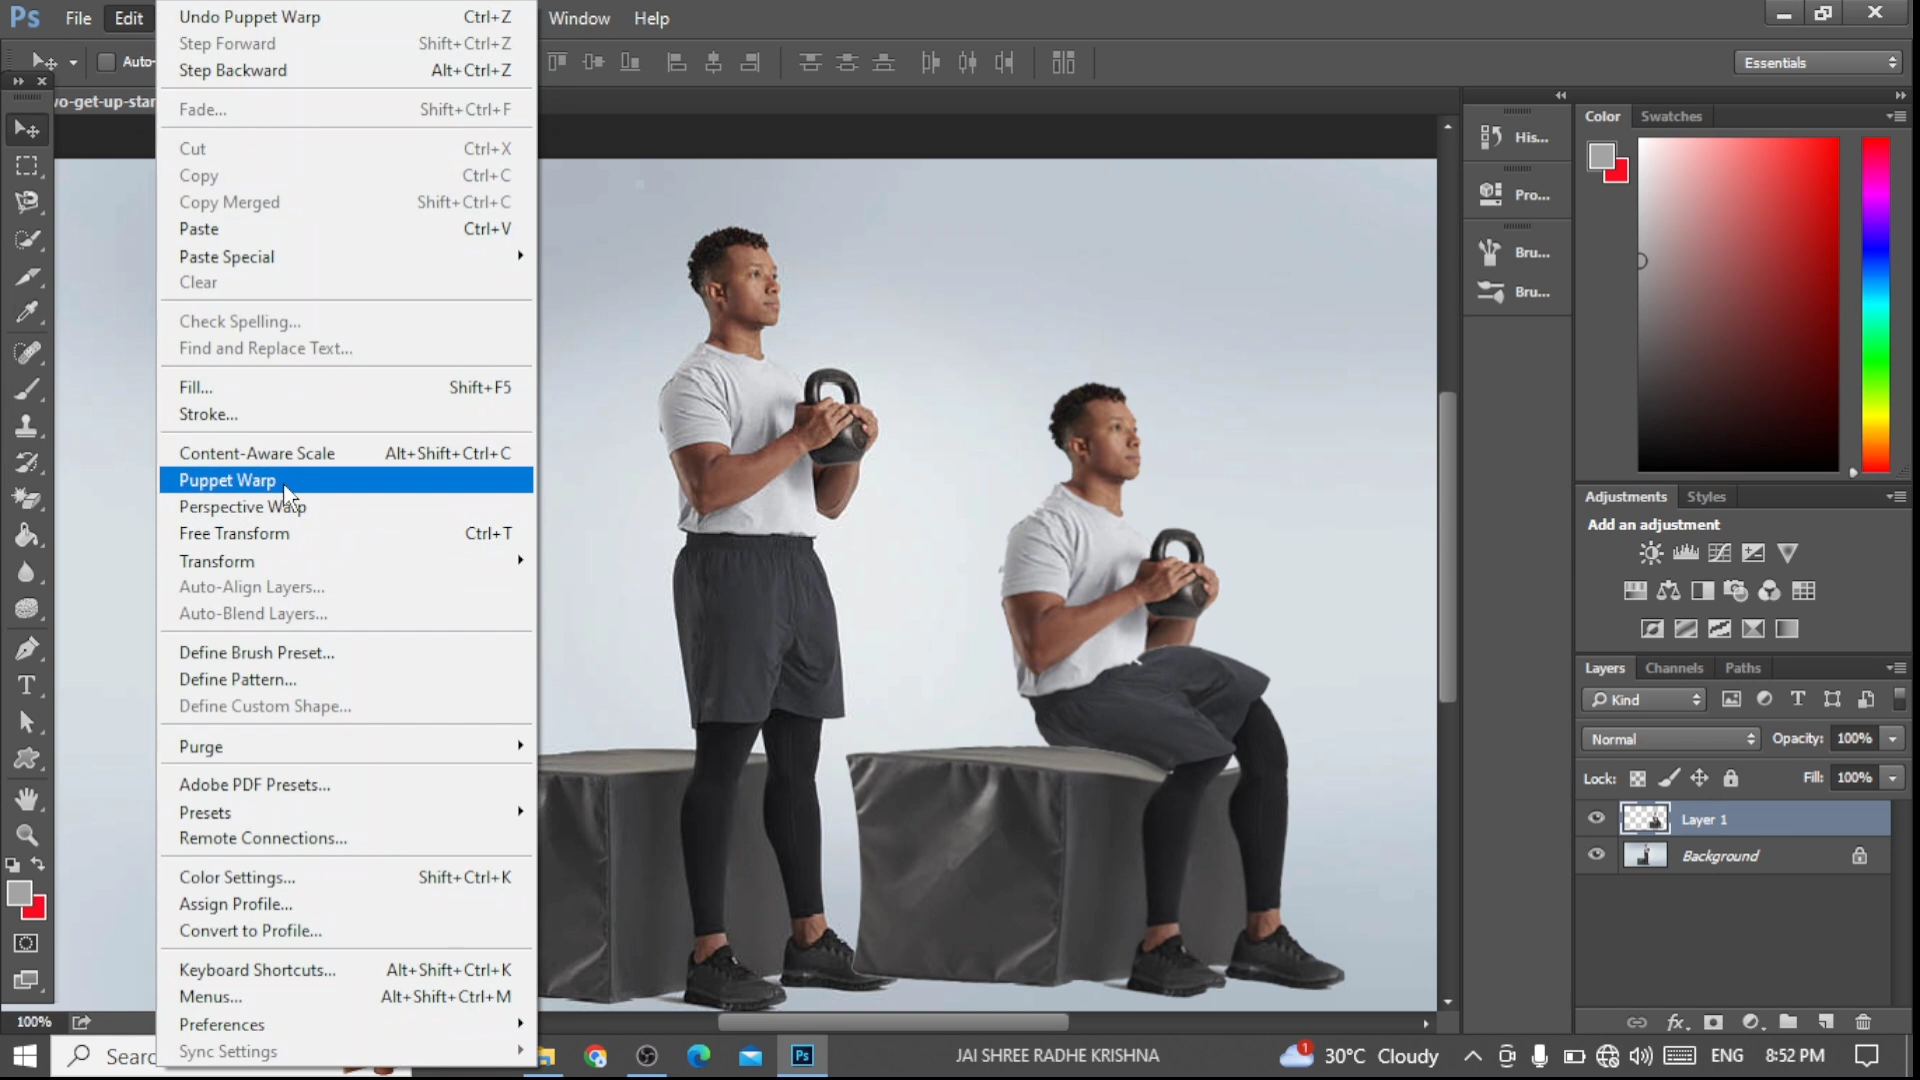 Ps File Edit Window Help
Undo Puppet Warp Ctrl+Z
Step Forward Shift+Ctrl+Z
Step Backward Alt+Ctrl+Z
Fade... Shift+Ctrl+F
Cut Ctrl+X
Copy Ctrl+C
Copy Merged Shift+Ctrl+C
Paste Ctrl+V
Paste Special
Clear
Check Spelling...
Find and Replace Text...
Fill... Shift+F5
Stroke...
Content-Aware Scale Alt+Shift+Ctrl+C
Puppet Warp
Perspective Warp
Free Transform Ctrl+T
Transform
Auto-Align Layers...
Auto-Blend Layers...
Define Brush Preset...
Define Pattern...
Define Custom Shape...
Purge
Adobe PDF Presets...
Presets
Remote Connections...
Color Settings... Shift+Ctrl+K
Assign Profile...
Convert to Profile...
Keyboard Shortcuts... Alt+Shift+Ctrl+K
Menus... Alt+Shift+Ctrl+M
Preferences
Sync Settings
Auto-
vo-get-up-star
Essentials
His...
Pro...
Bru...
Bru...
Color Swatches
Adjustments Styles
Add an adjustment
Layers Channels Paths
Kind
Normal Opacity: 100%
Lock: Fill: 100%
Layer 1
Background
100%
Searc
Ps
JAI SHREE RADHE KRISHNA
1
30°C Cloudy
ENG
8:52 PM